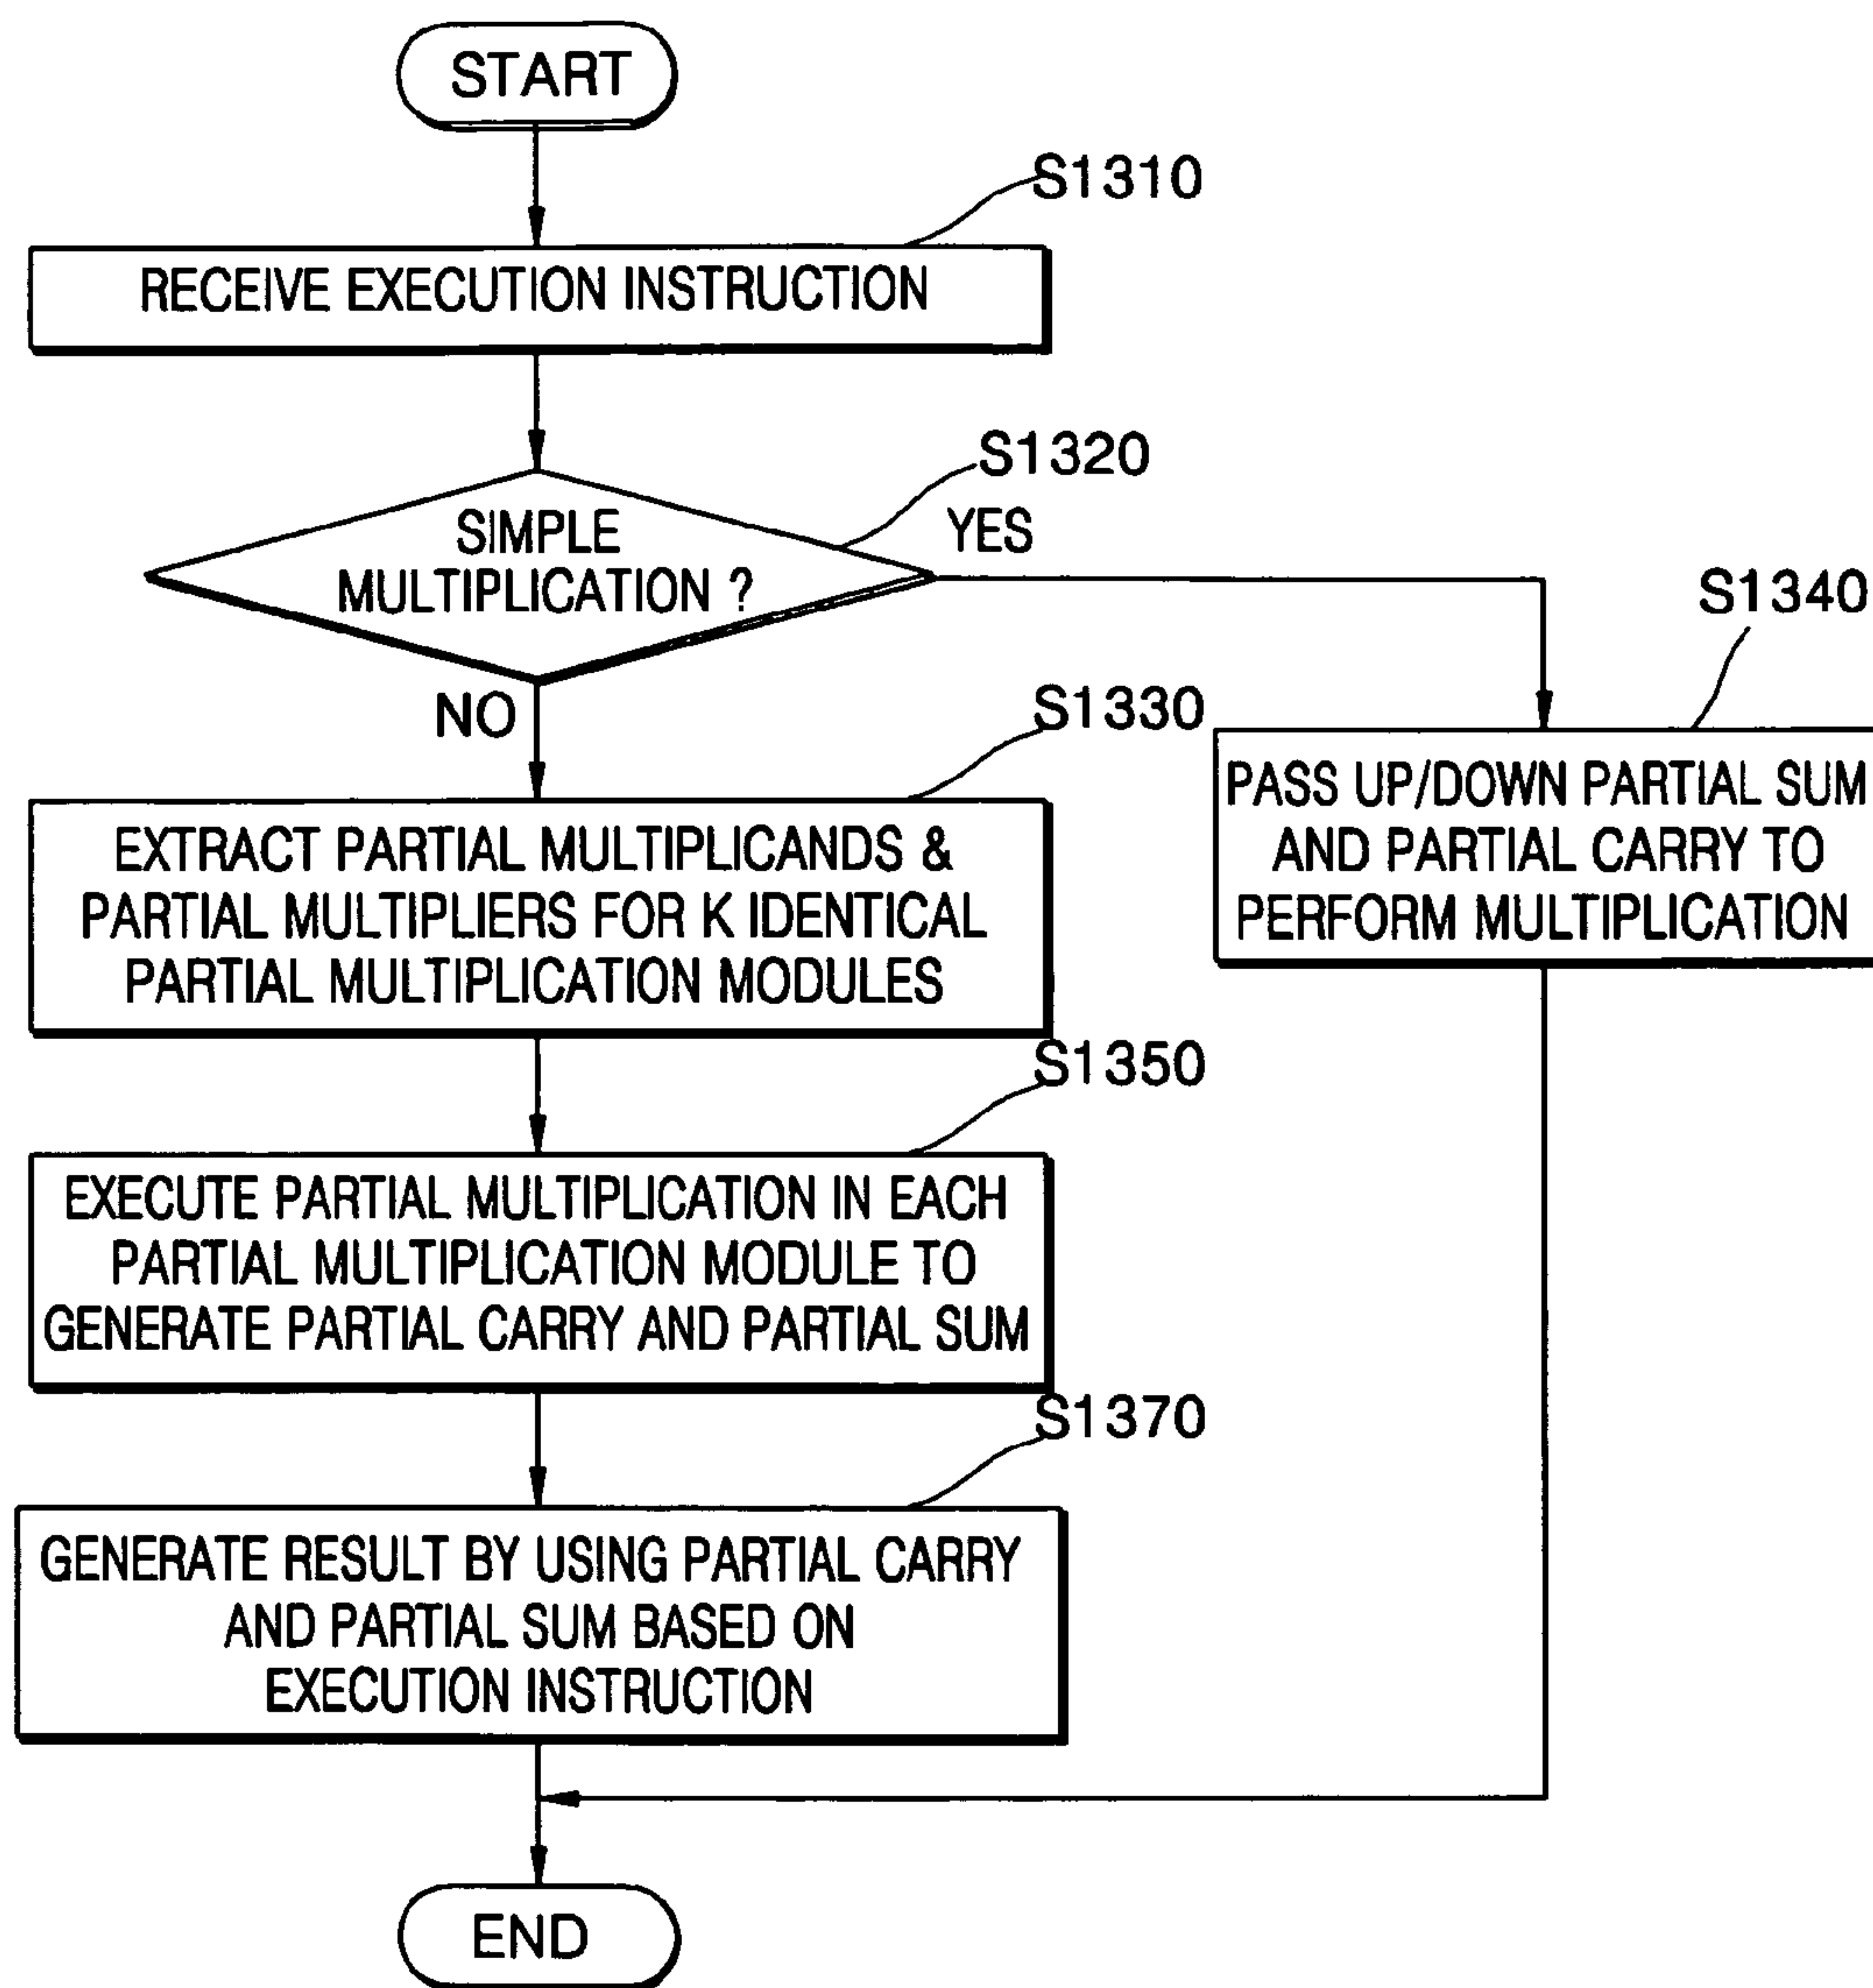 START
S1310
RECEIVE EXECUTION INSTRUCTION
S1320
SIMPLE
MULTIPLICATION ?
YES
NO
S1340
PASS UP/DOWN PARTIAL SUM
AND PARTIAL CARRY TO
PERFORM MULTIPLICATION
S1330
EXTRACT PARTIAL MULTIPLICANDS &
PARTIAL MULTIPLIERS FOR K IDENTICAL
PARTIAL MULTIPLICATION MODULES
S1350
EXECUTE PARTIAL MULTIPLICATION IN EACH
PARTIAL MULTIPLICATION MODULE TO
GENERATE PARTIAL CARRY AND PARTIAL SUM
S1370
GENERATE RESULT BY USING PARTIAL CARRY
AND PARTIAL SUM BASED ON
EXECUTION INSTRUCTION
END